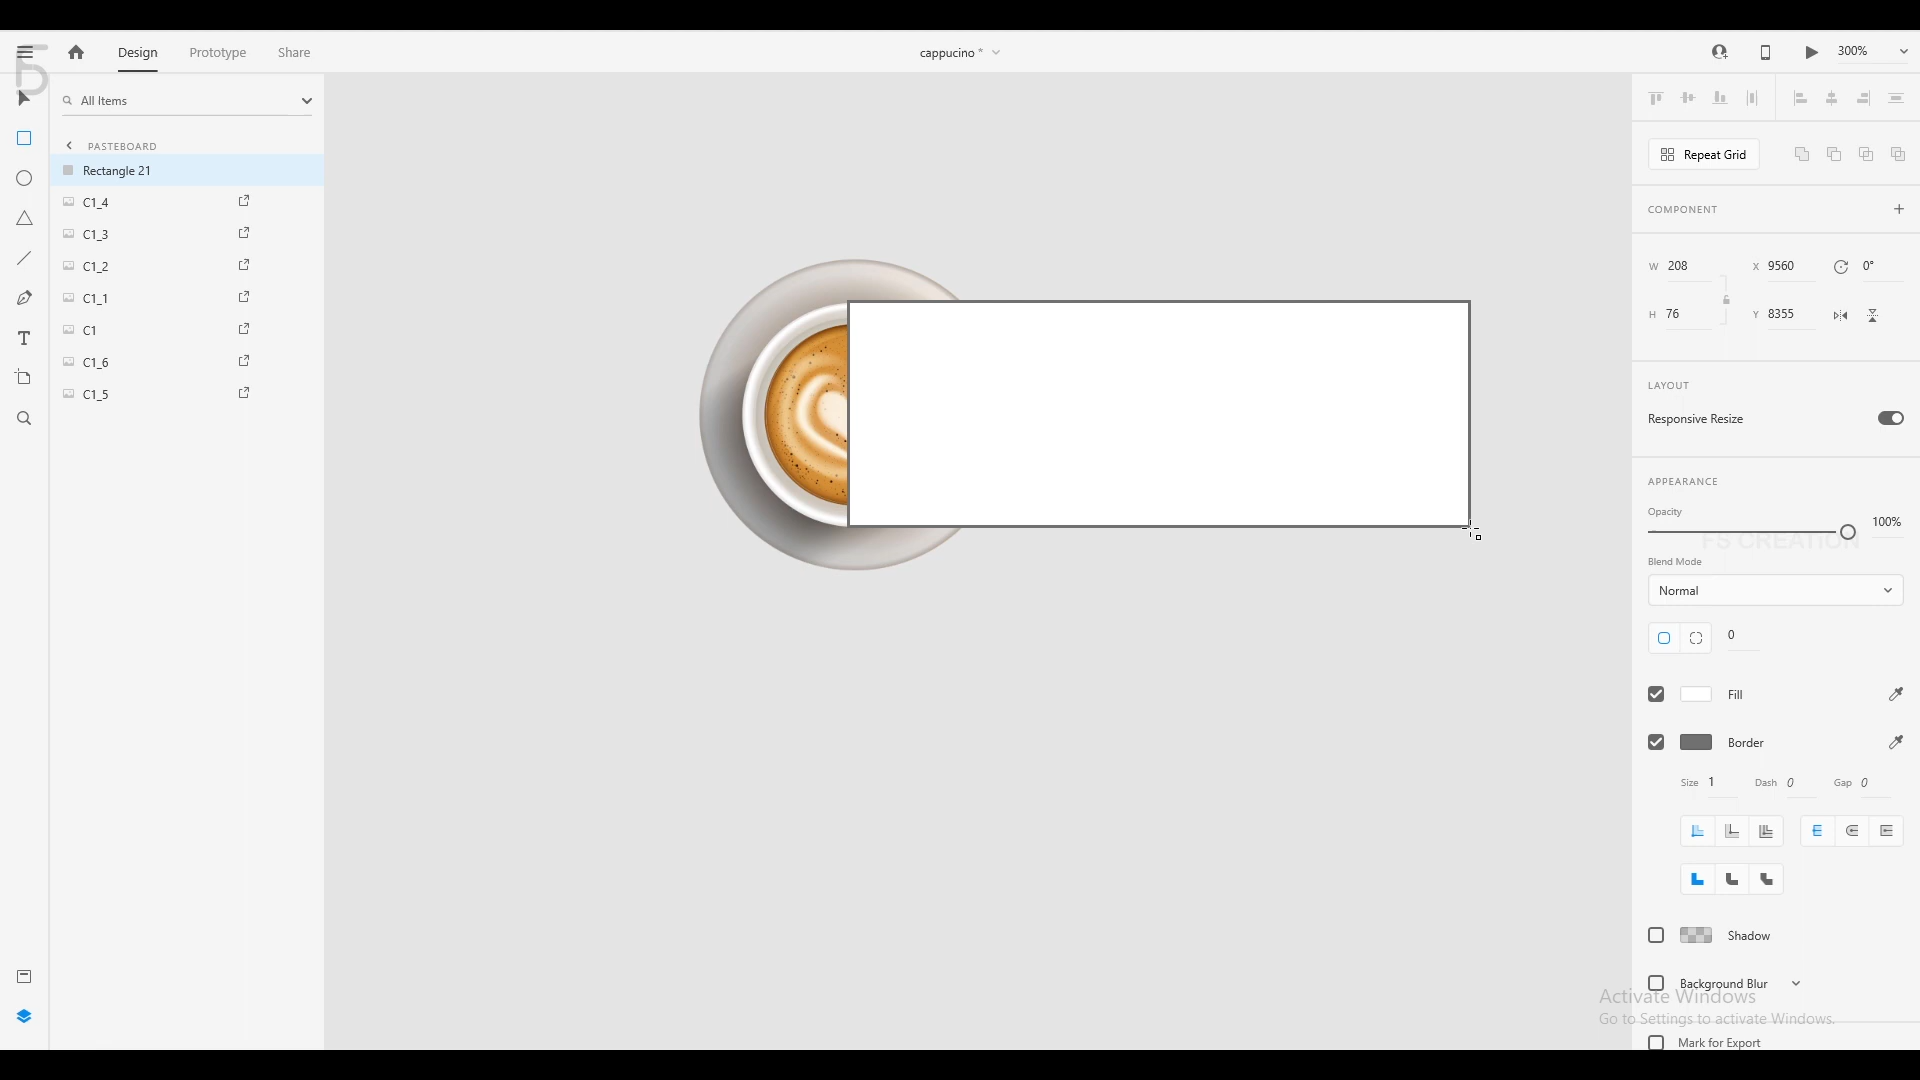 Design Prototype Share cappucino * 300%
All Items
PASTEBOARD
Rectangle 21
C1_4
C1_3
C1_2
C1_1
C1
C1_6
C1_5
Repeat Grid
COMPONENT
W 208 X 9560 0°
H 76 Y 8355
LAYOUT
Responsive Resize
APPEARANCE
Opacity
100%
FS CREATION
Blend Mode
Normal
0
Fill
Border
Size 1 Dash 0 Gap 0
Shadow
Background Blur
Activate Windows
Go to Settings to activate Windows.
Mark for Export